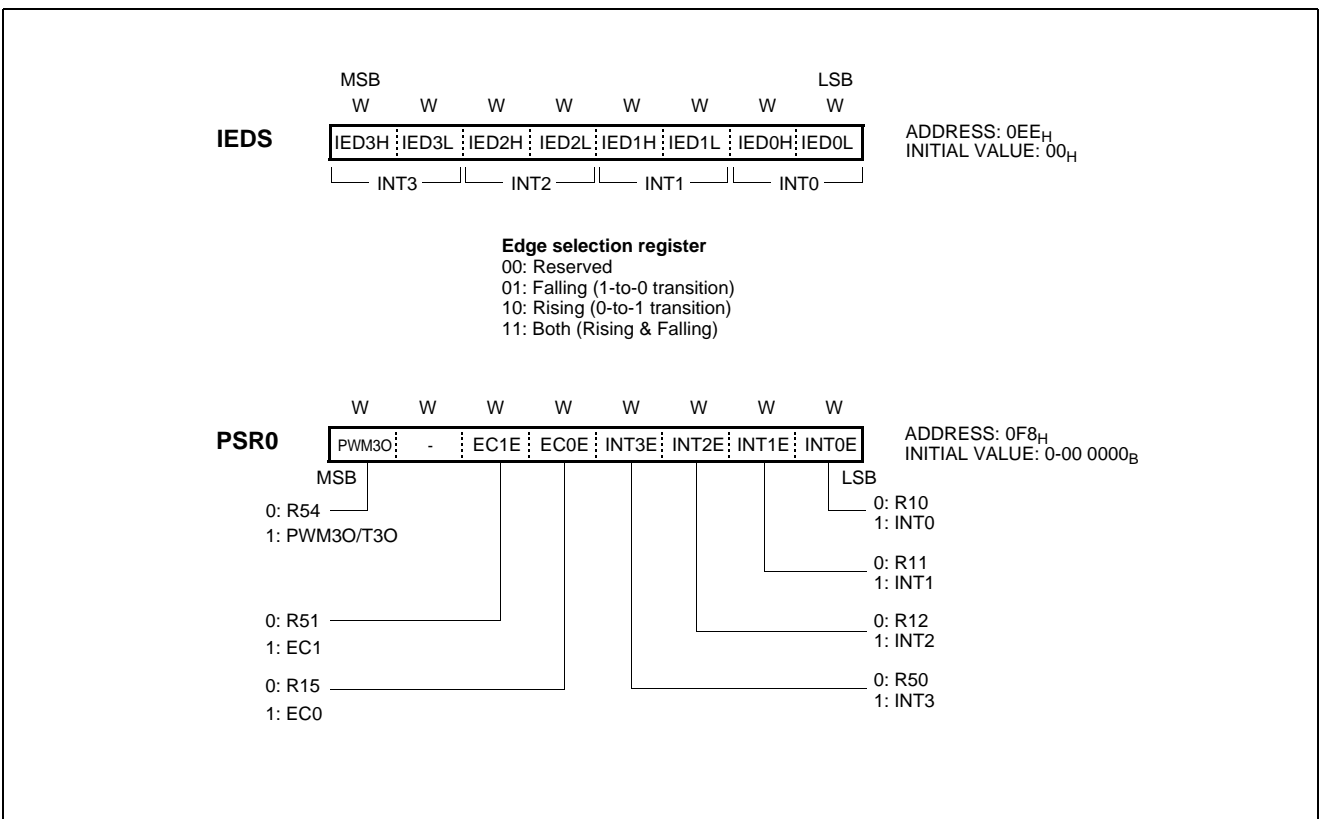 MSB LSB
W W W W W W W W
IEDS IED3H IED3L IED2H IED2L IED1H IED1L IED0H IED0L ADDRESS: 0EEH
INITIAL VALUE: 00H
INT3 INT2 INT1 INT0
Edge selection register
00: Reserved
01: Falling (1-to-0 transition)
10: Rising (0-to-1 transition)
11: Both (Rising & Falling)
W W W W W W W W
PSR0 PWM3O - EC1E EC0E INT3E INT2E INT1E INT0E ADDRESS: 0F8H
INITIAL VALUE: 0-00 0000B
MSB LSB
0: R54
1: PWM3O/T3O
0: R10
1: INT0
0: R11
1: INT1
0: R51
1: EC1
0: R12
1: INT2
0: R15
1: EC0
0: R50
1: INT3